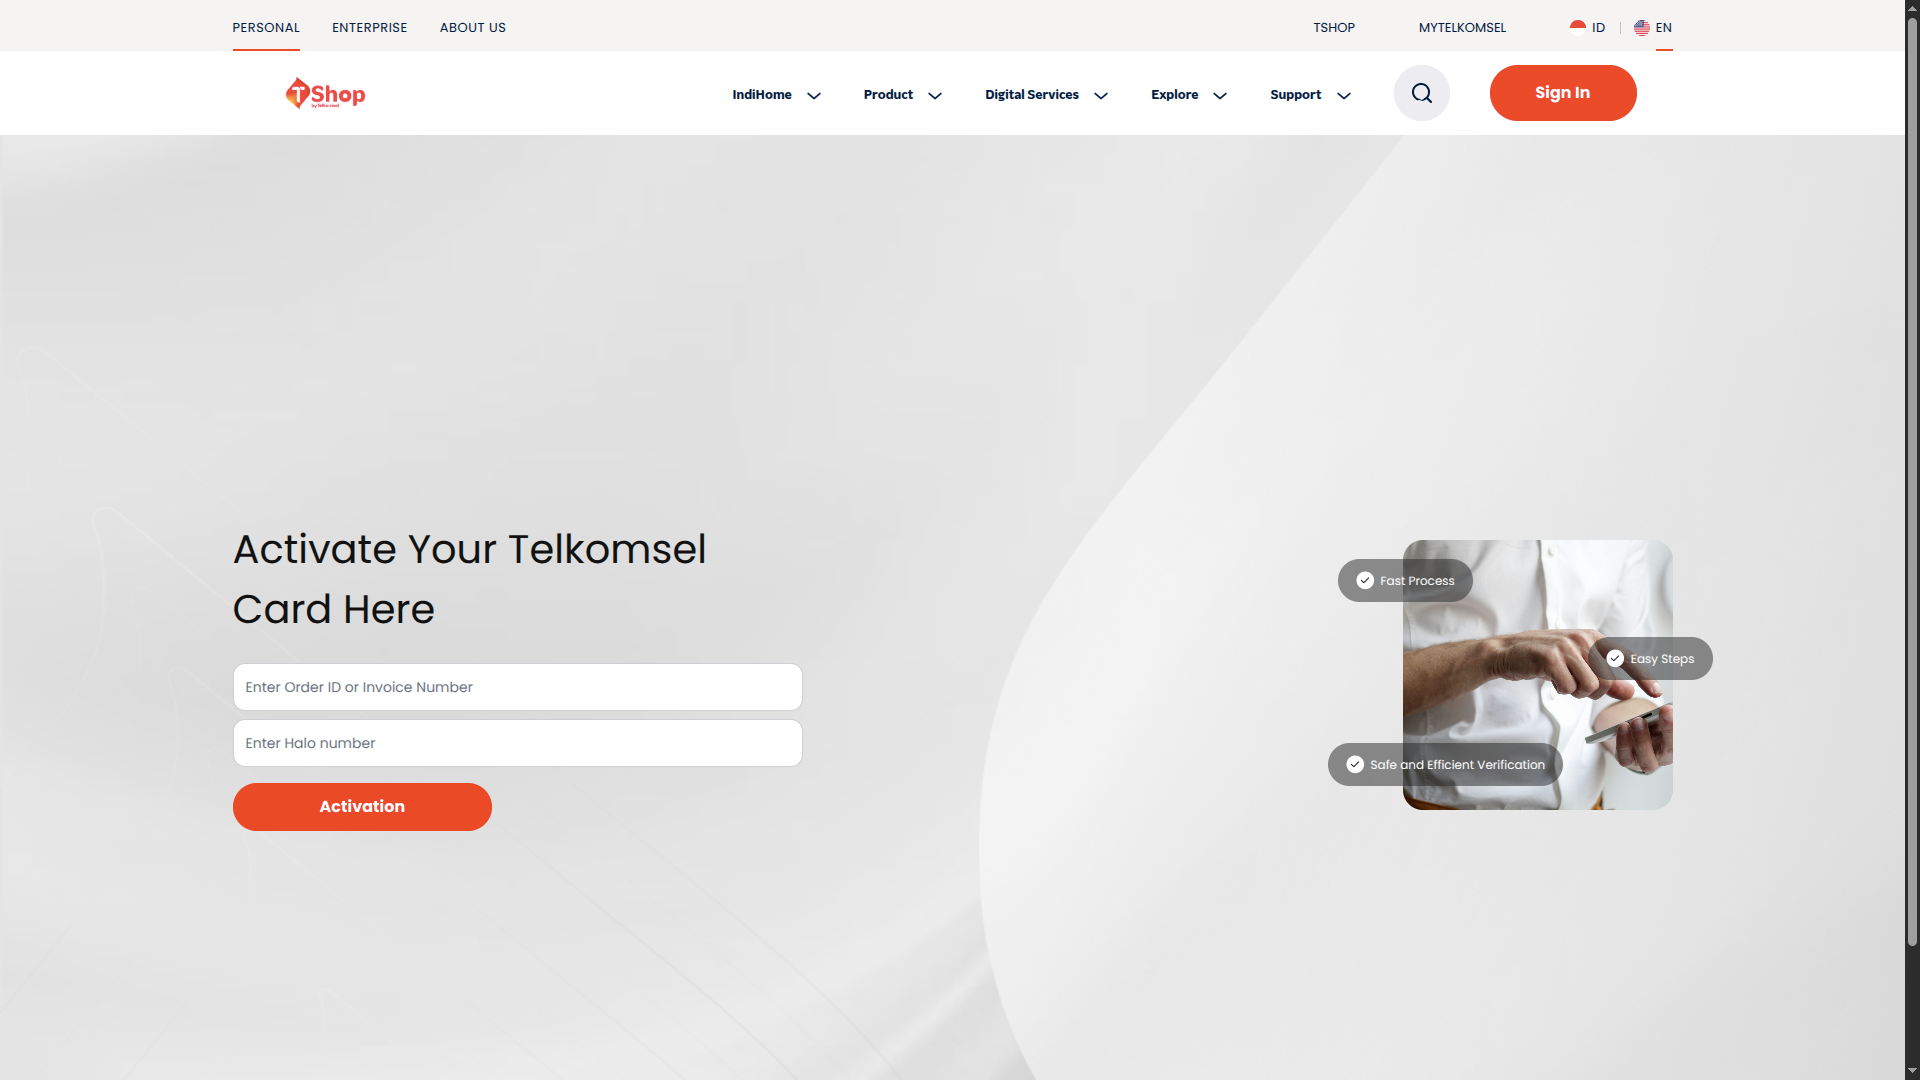 PERSONAL ENTERPRISE ABOUT US TSHOP MYTELKOMSEL ID EN
TShop
IndiHome Product Digital Services Explore Support Sign In
Activate Your Telkomsel
Card Here
Enter Order ID or Invoice Number
Enter Halo number
Activation
Fast Process
Easy Steps
Safe and Efficient Verification